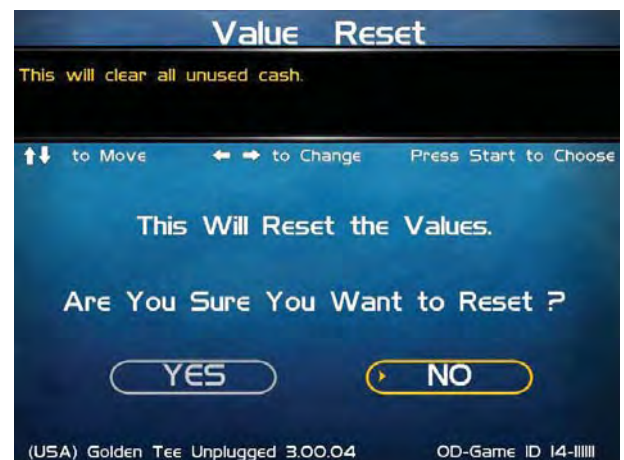 Value Reset
This will clear all unused cash.
↑↓ to Move ← → to Change Press Start to Choose
This Will Reset the Values.
Are You Sure You Want to Reset ?
YES NO
(USA) Golden Tee Unplugged 3.00.04 OD-Game ID 14-111111